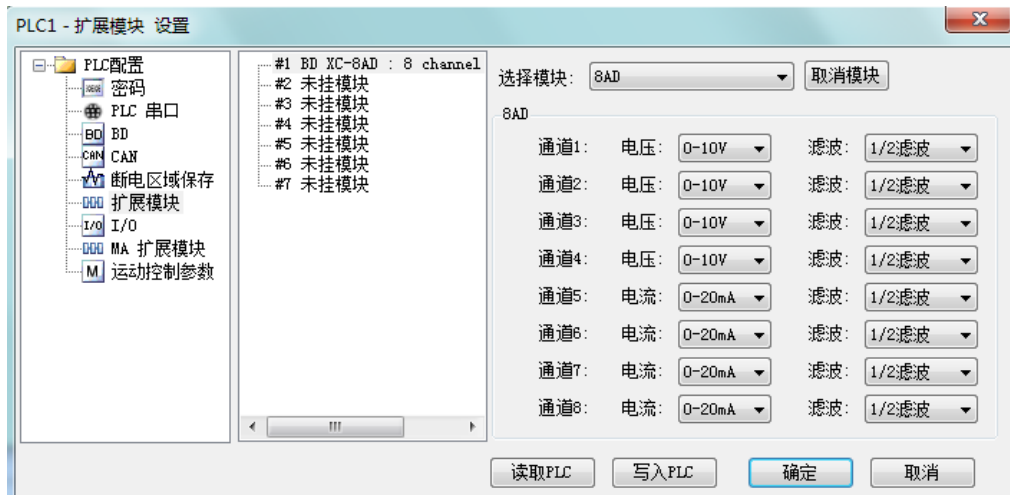 PLC1 - 扩展模块 设置
PLC配置
密码
PLC 串口
BD BD
CAN CAN
断电区域保存
扩展模块
I/O I/O
MA 扩展模块
M 运动控制参数
#1 BD XC-8AD : 8 channel
#2 未挂模块
#3 未挂模块
#4 未挂模块
#5 未挂模块
#6 未挂模块
#7 未挂模块
选择模块: 8AD 取消模块
8AD
通道1: 电压: 0-10V 滤波: 1/2滤波
通道2: 电压: 0-10V 滤波: 1/2滤波
通道3: 电压: 0-10V 滤波: 1/2滤波
通道4: 电压: 0-10V 滤波: 1/2滤波
通道5: 电流: 0-20mA 滤波: 1/2滤波
通道6: 电流: 0-20mA 滤波: 1/2滤波
通道7: 电流: 0-20mA 滤波: 1/2滤波
通道8: 电流: 0-20mA 滤波: 1/2滤波
读取PLC 写入PLC 确定 取消